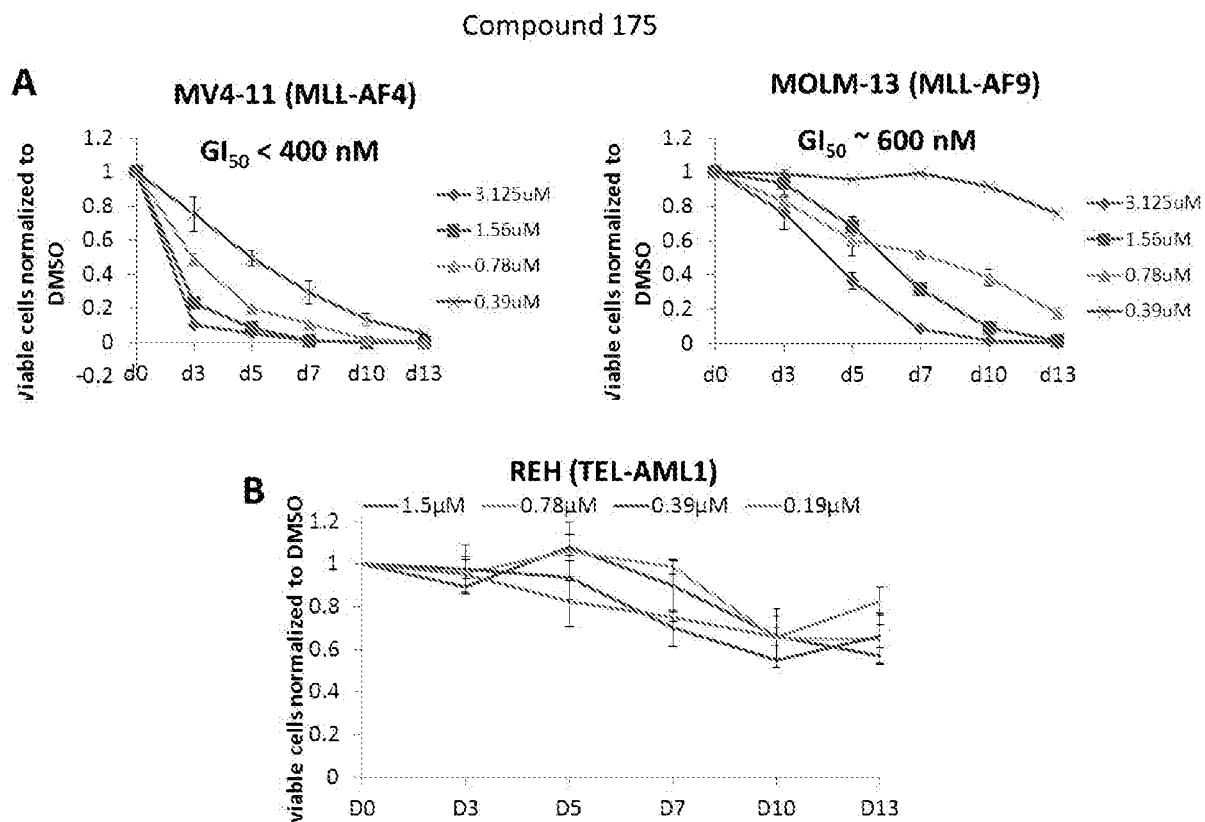 Compound 175
A
MV4-11 (MLL-AF4)
GI50 < 400 nM
Viable cells normalized to
DMSO
1.2
1
0.8
0.6
0.4
0.2
0
-0.2
d0 d3 d5 d7 d10 d13
3.125uM
1.56uM
0.78uM
0.39uM
MOLM-13 (MLL-AF9)
GI50 ~ 600 nM
Viable cells normalized to
DMSO
1.2
1
0.8
0.6
0.4
0.2
0
d0 d3 d5 d7 d10 d13
3.125uM
1.56uM
0.78uM
0.39uM
B
REH (TEL-AML1)
1.5µM 0.78µM 0.39µM 0.19µM
viable cells normalized to DMSO
1.2
1
0.8
0.6
0.4
0.2
0
D0 D3 D5 D7 D10 D13